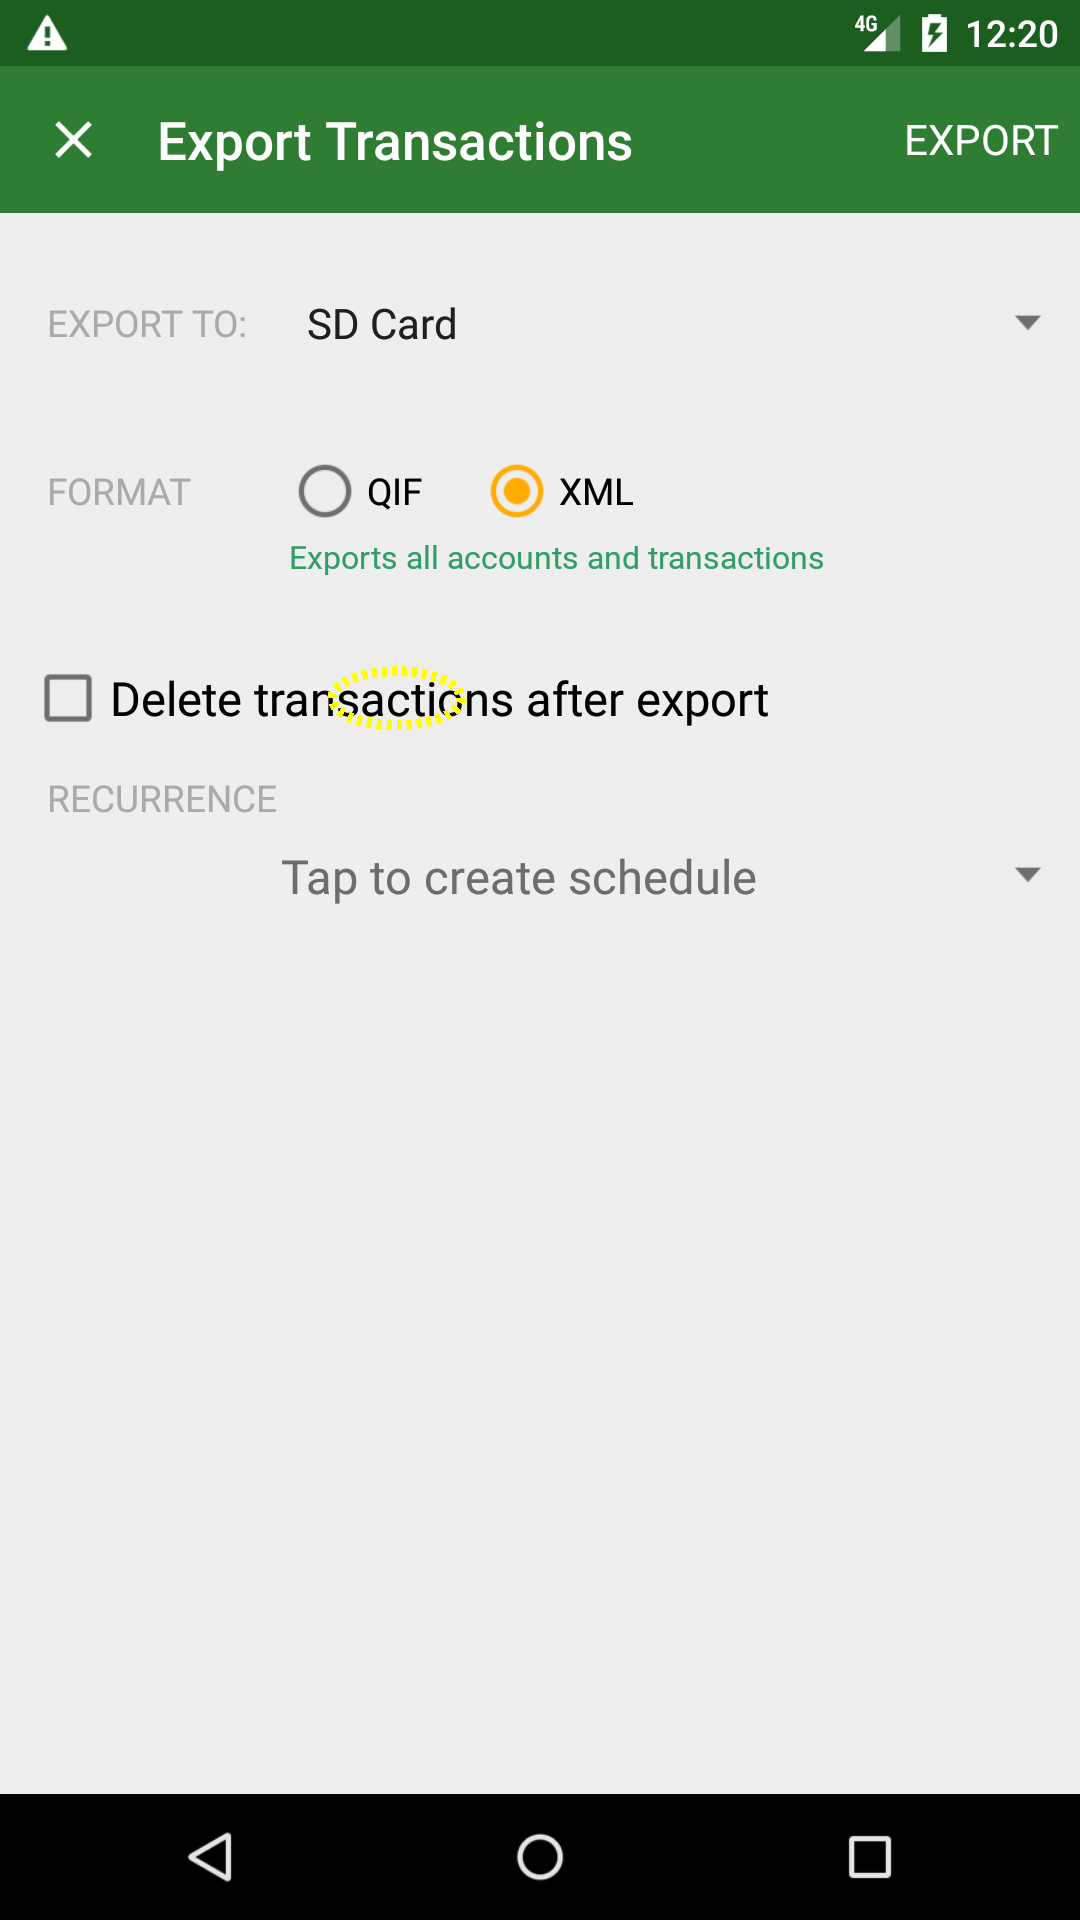 4G 12:20
Export Transactions EXPORT
EXPORT TO: SD Card
FORMAT QIF XML
Exports all accounts and transactions
Delete transactions after export
RECURRENCE
Tap to create schedule